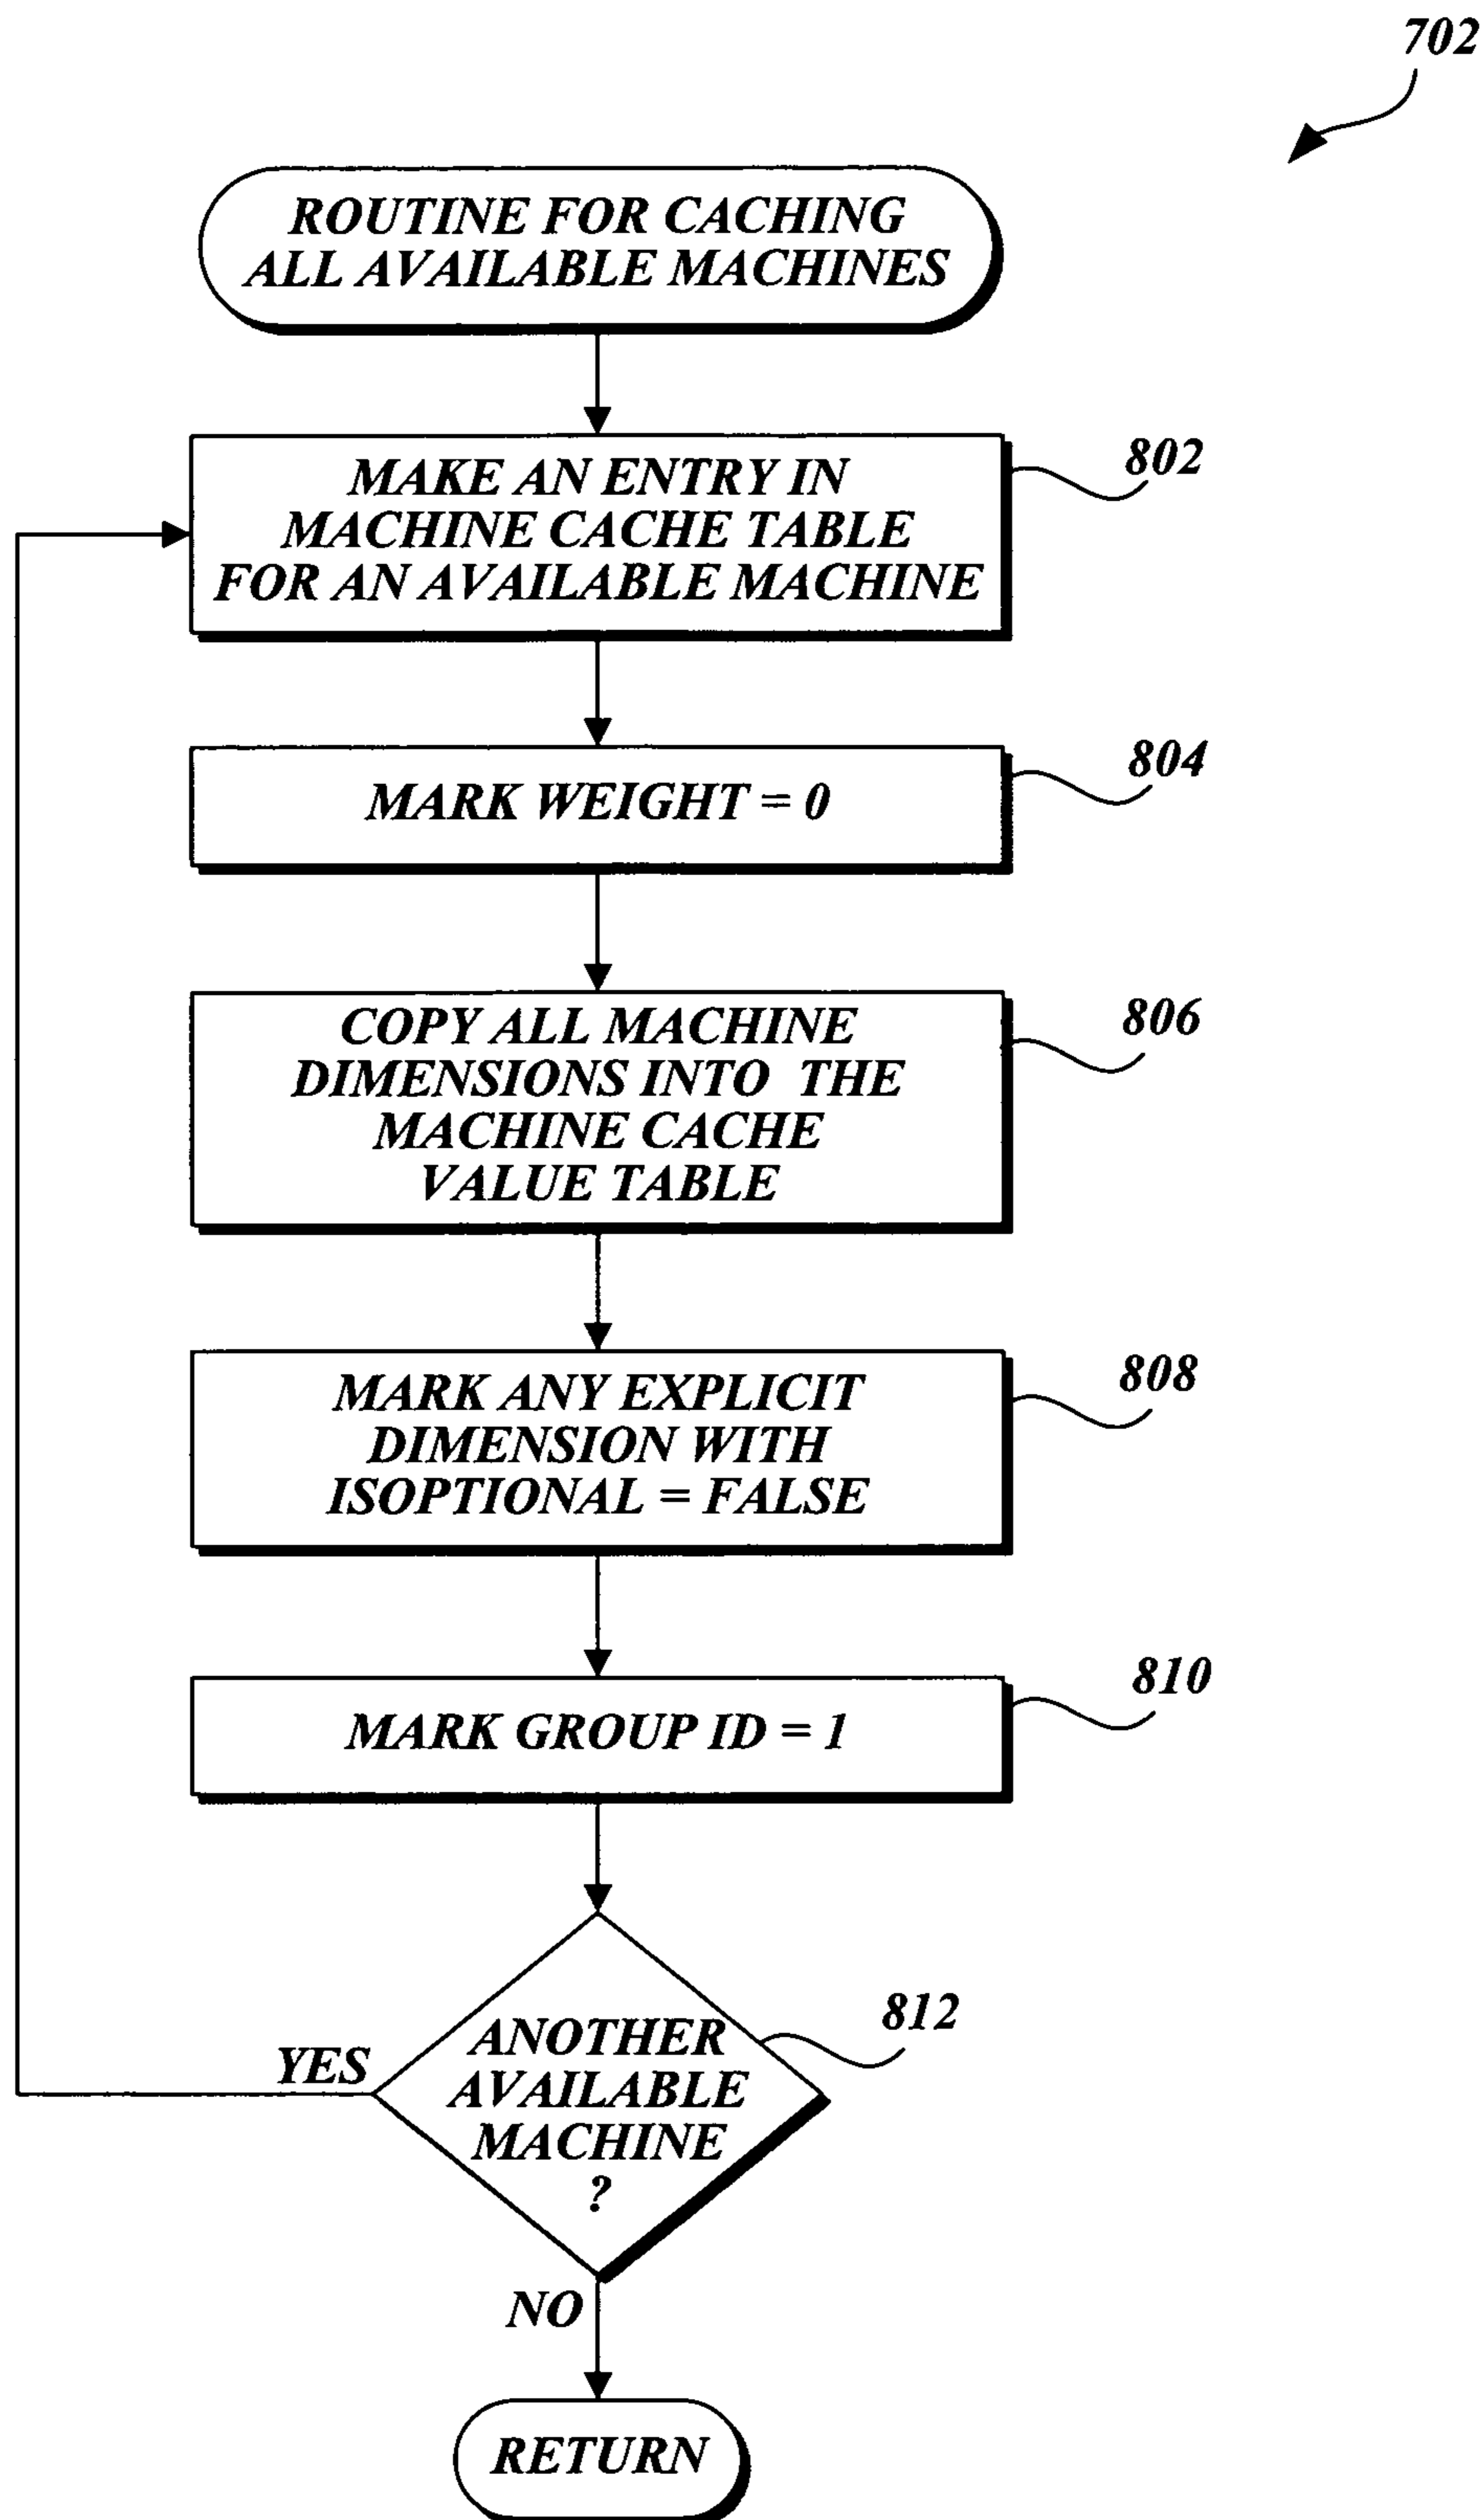 702
ROUTINE FOR CACHING
ALL AVAILABLE MACHINES
MAKE AN ENTRY IN
MACHINE CACHE TABLE
FOR AN AVAILABLE MACHINE
802
MARK WEIGHT = 0
804
COPY ALL MACHINE
DIMENSIONS INTO THE
MACHINE CACHE
VALUE TABLE
806
MARK ANY EXPLICIT
DIMENSION WITH
ISOPTIONAL = FALSE
808
MARK GROUP ID = 1
810
ANOTHER
AVAILABLE
MACHINE
?
812
YES
NO
RETURN